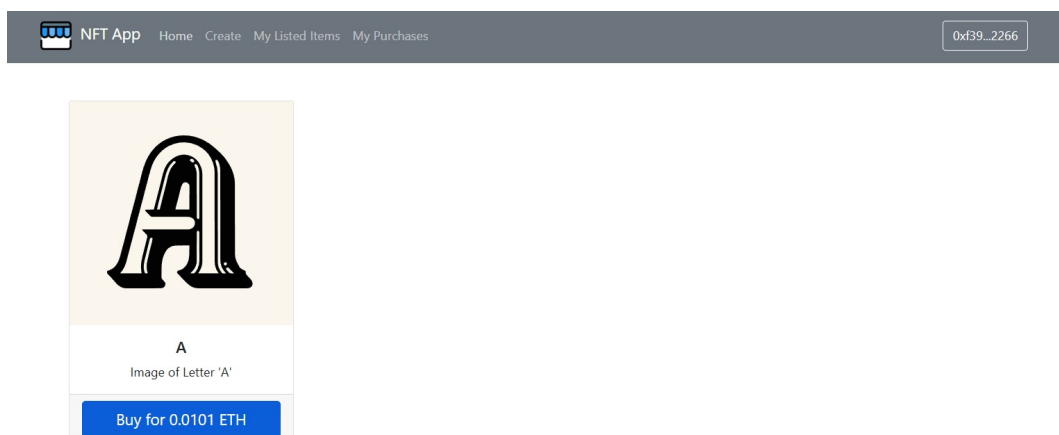 NFT App Home Create My Listed Items My Purchases 0xf39...2266
A
A
Image of Letter 'A'
Buy for 0.0101 ETH